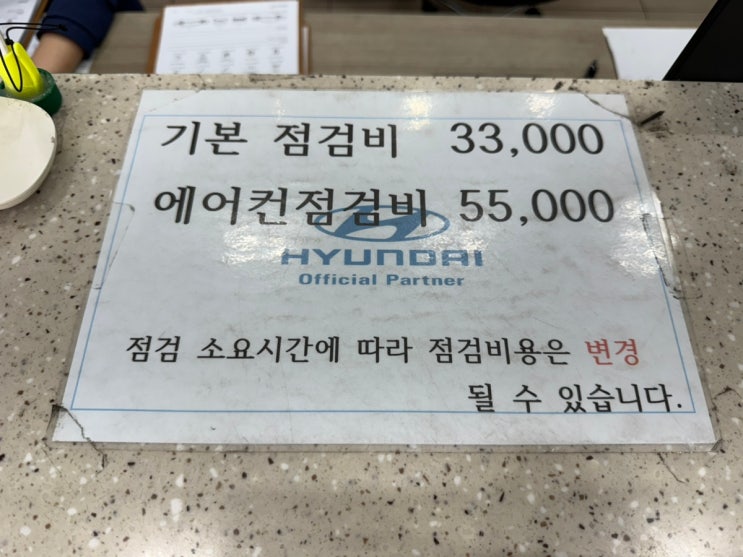 기본 점검비 33,000
에어컨점검비 55,000
HYUNDAI
Official Partner
점검 소요시간에 따라 점검비용은 변경
될 수 있습니다.